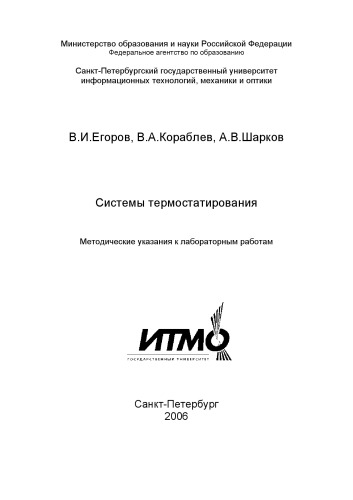 Министерство образования и науки Российской Федерации
Федеральное агентство по образованию
Санкт-Петербургский государственный университет
информационных технологий, механики и оптики
В.И.Егоров, В.А.Кораблев, А.В.Шарков
Системы термостатирования
Методические указания к лабораторным работам
ИТМО
ГОСУДАРСТВЕННЫЙ УНИВЕРСИТЕТ
Санкт-Петербург
2006